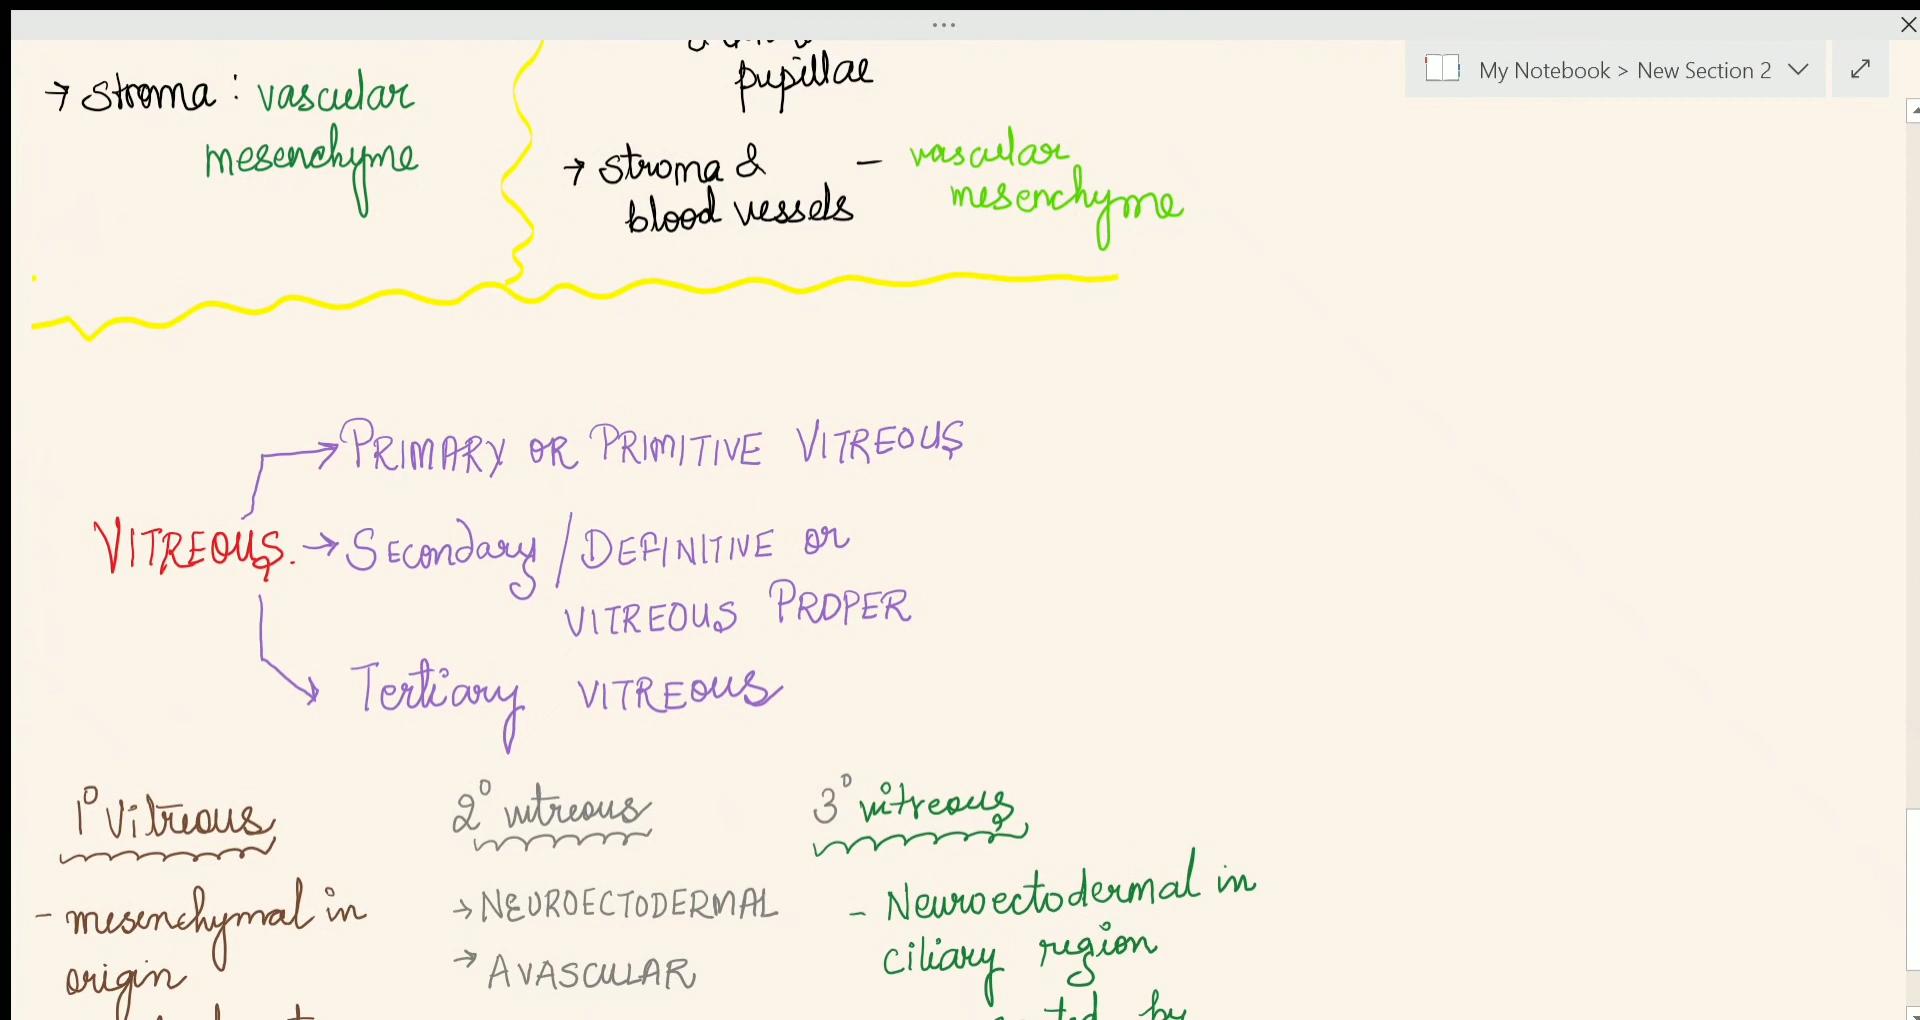 My Notebook > New Section 2
pupillae
→ stroma : vascular
mesenchyme
→ stroma & - vascular
blood vessels mesenchyme
→ PRIMARY OR PRIMITIVE VITREOUS
VITREOUS. → Secondary / DEFINITIVE or
VITREOUS PROPER
→ Tertiary VITREOUS
1° Vitreous
- mesenchymal in
origin
2° vitreous
→ NEUROECTODERMAL
→ AVASCULAR
3° vitreous
- Neuroectodermal in
ciliary region
by